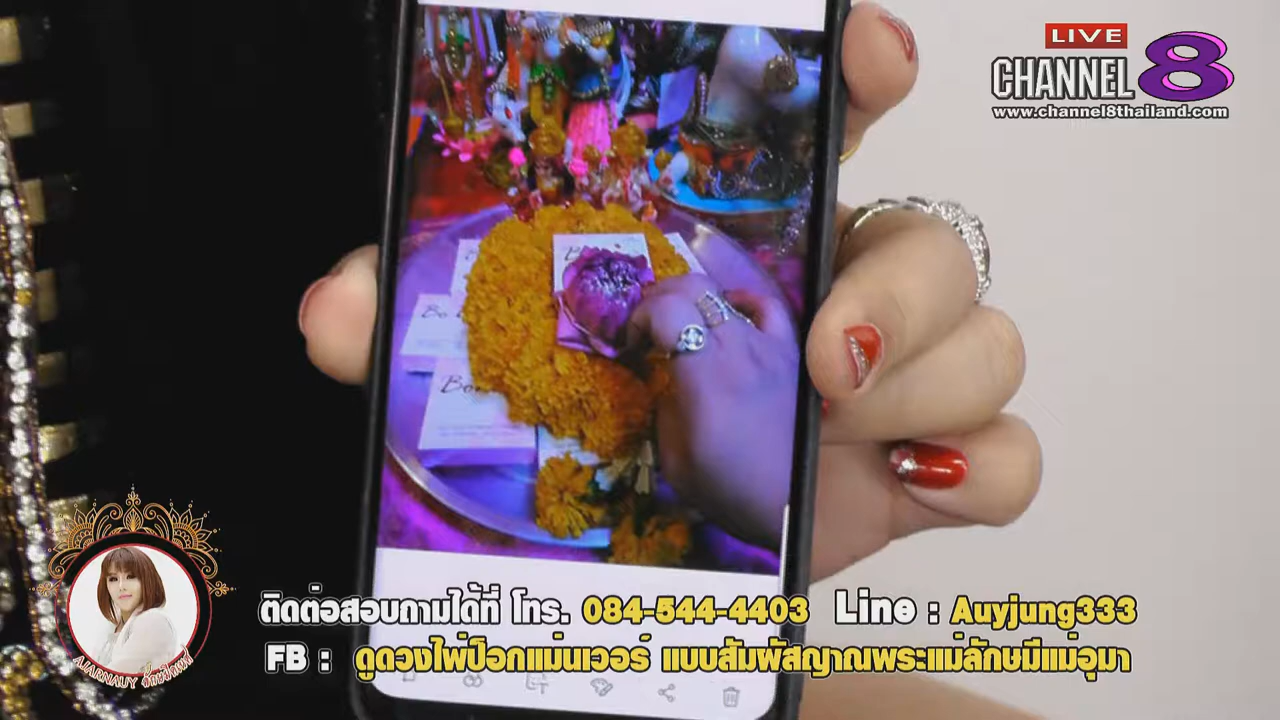 LIVE
CHANNEL 8
www.channel8thailand.com
Bo
Bo
ติดต่อสอบถามได้ที่ โทร. 084-544-4403 Line : Auyjung333
FB : ดูดวงไพ่ป็อกแม่นเวอร์ แบบสัมผัสญาณพระแม่ลักษมีแม่อุมา
AJARNAUY